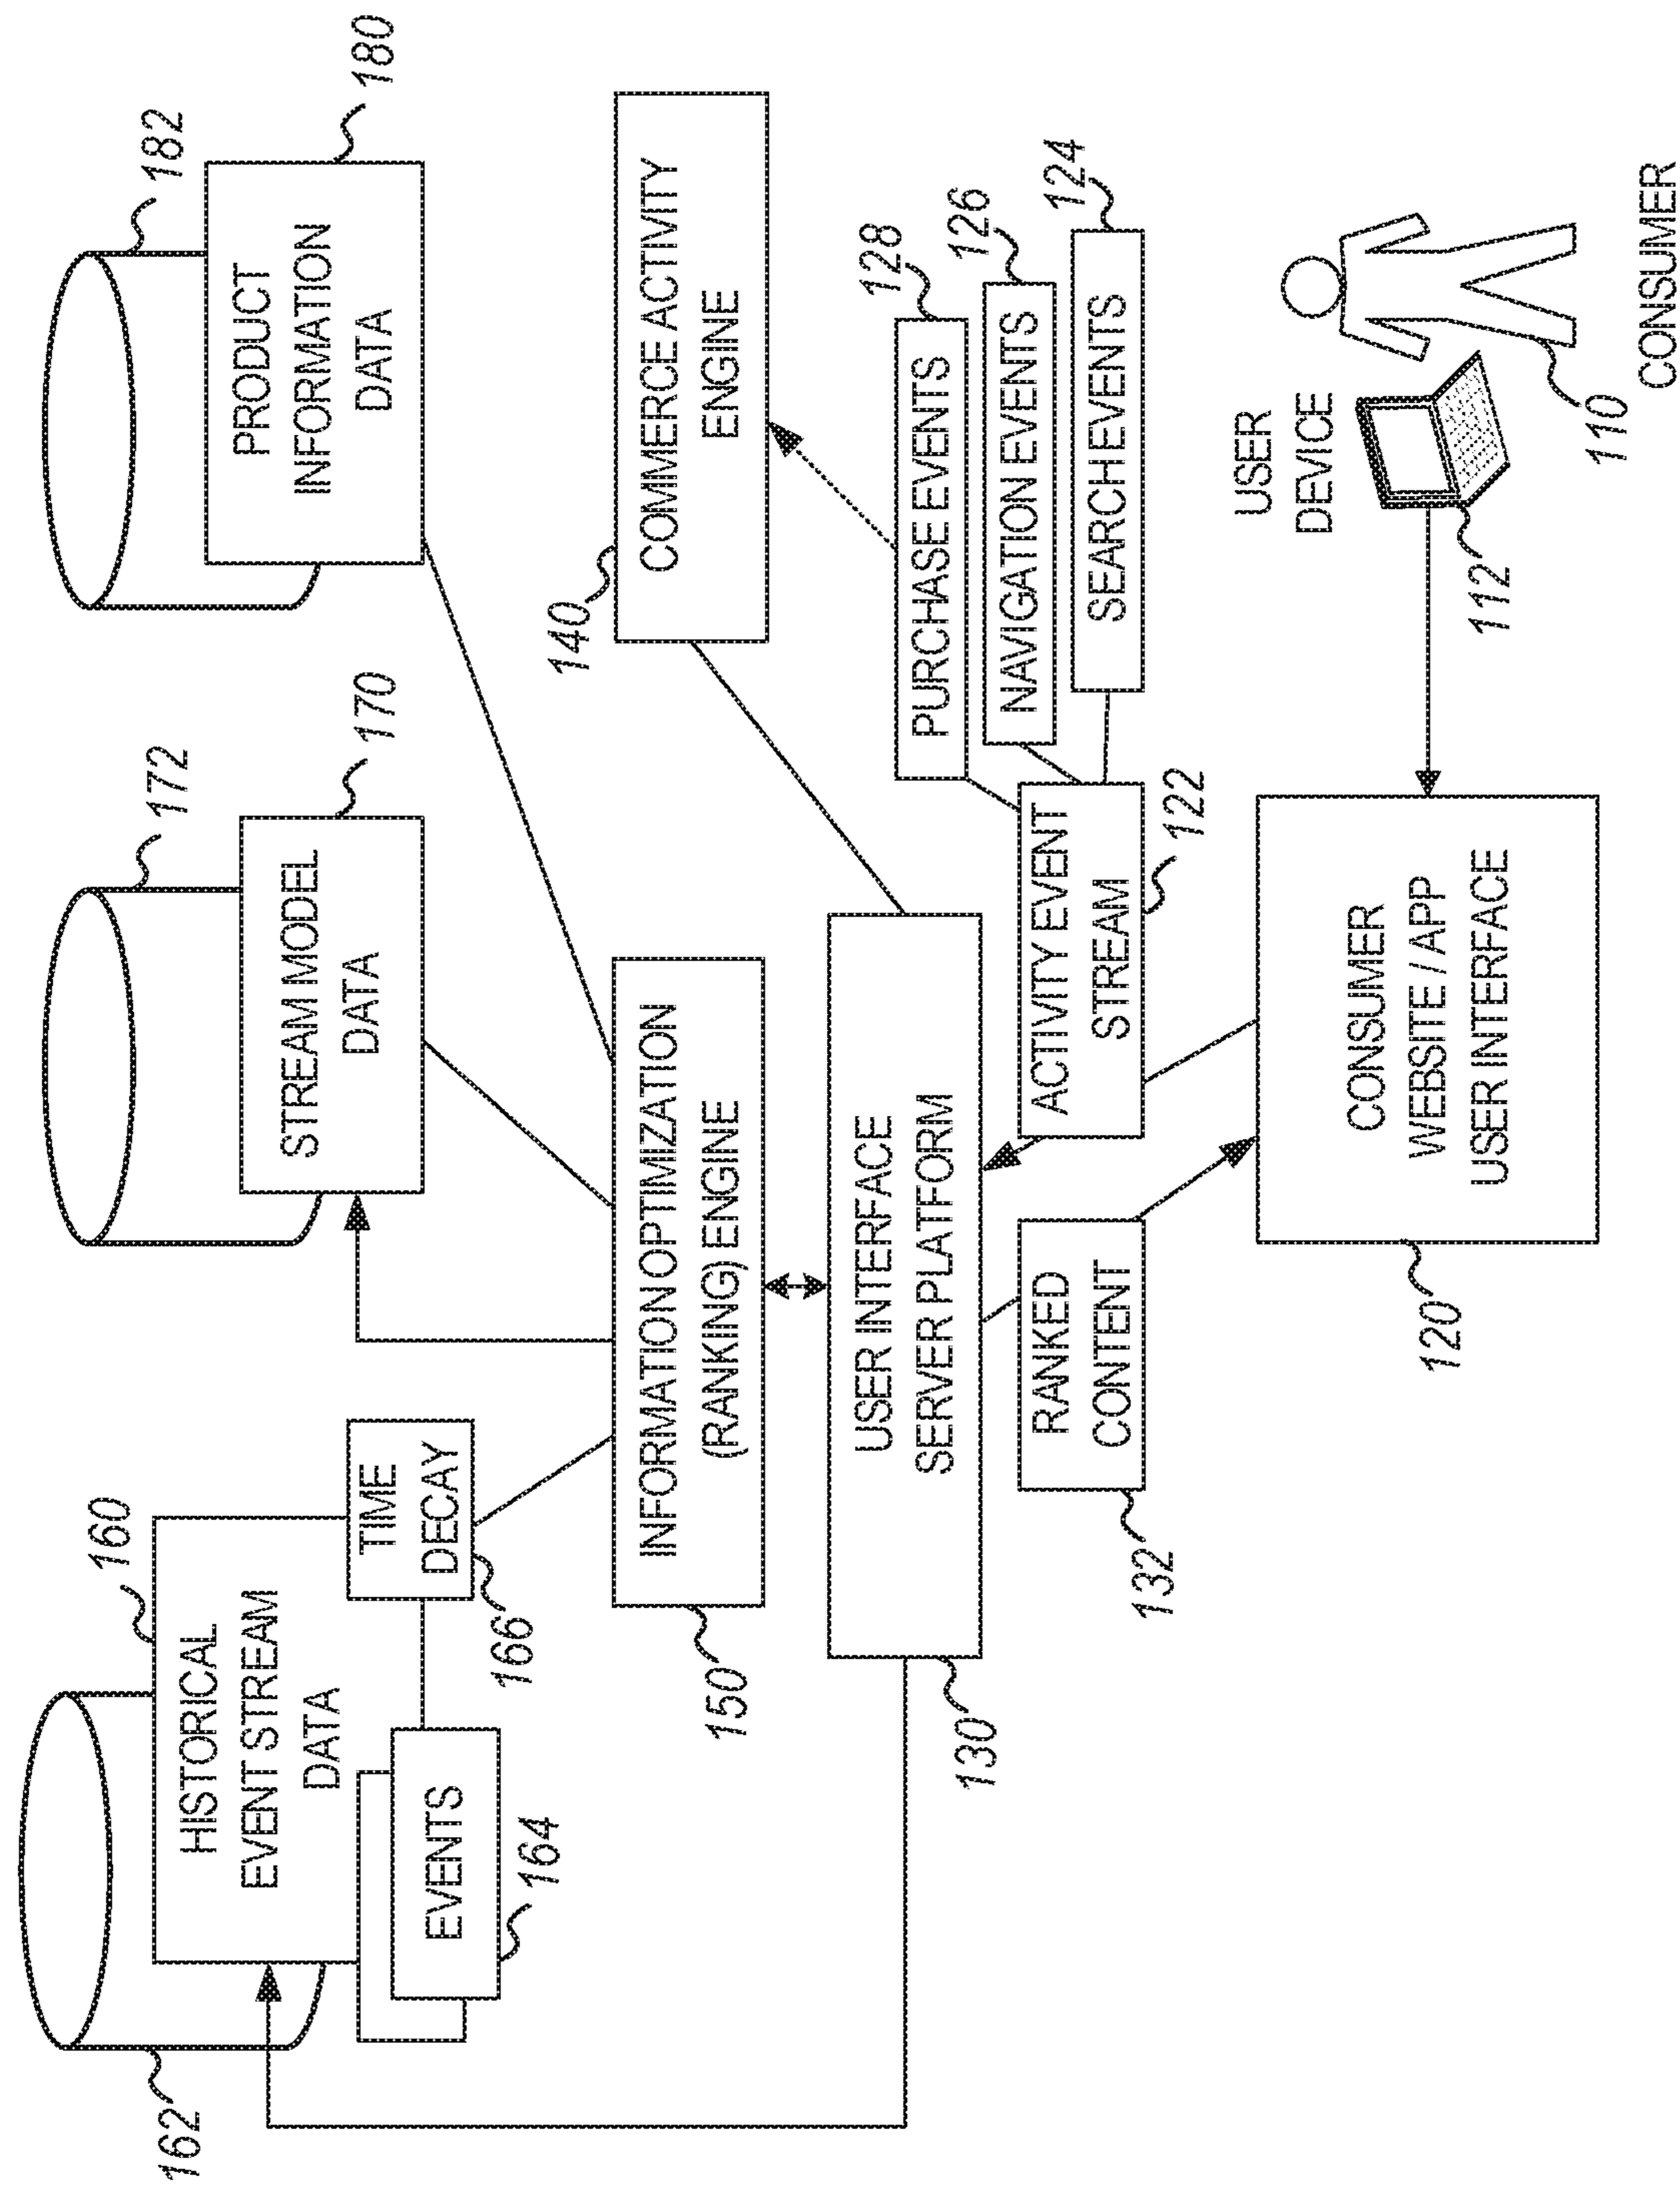 162
160
HISTORICAL
EVENT STREAM
DATA
TIME
DECAY
166
EVENTS
164
172
STREAM MODEL
DATA
170
182
PRODUCT
INFORMATION
DATA
180
INFORMATION OPTIMIZATION
(RANKING) ENGINE
150
140
COMMERCE ACTIVITY
ENGINE
USER INTERFACE
SERVER PLATFORM
130
PURCHASE EVENTS
128
NAVIGATION EVENTS
126
SEARCH EVENTS
124
RANKED
CONTENT
132
ACTIVITY EVENT
STREAM
122
CONSUMER
WEBSITE / APP
USER INTERFACE
120
USER
DEVICE
112
110
CONSUMER